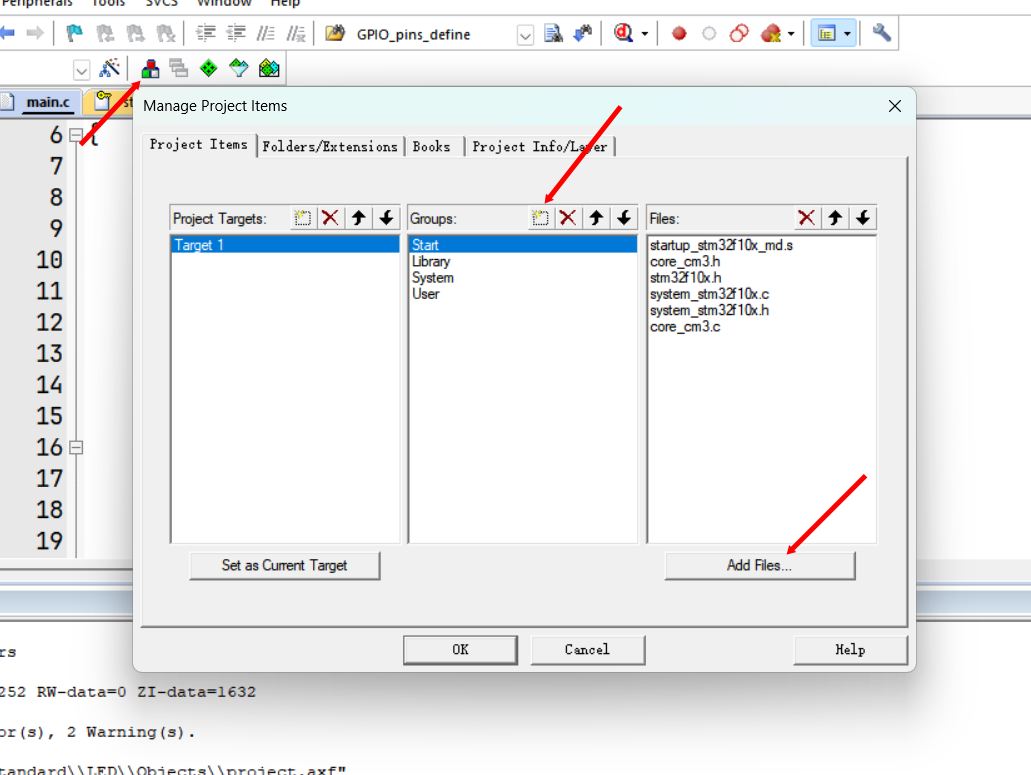 Peripherals Tools SVCS Window Help
GPIO_pins_define
main.c st
Manage Project Items
Project Items Folders/Extensions Books Project Info/Layer
Project Targets: Groups: Files:
Target 1 Start startup_stm32f10x_md.s
Library core_cm3.h
System stm32f10x.h
User system_stm32f10x.c
system_stm32f10x.h
core_cm3.c
6 {
7
8
9
10
11
12
13
14
15
16
17
18
19
Set as Current Target Add Files...
OK Cancel Help
rs
252 RW-data=0 ZI-data=1632
or(s), 2 Warning(s).
tandard\\LED\\Objects\\project.axf"